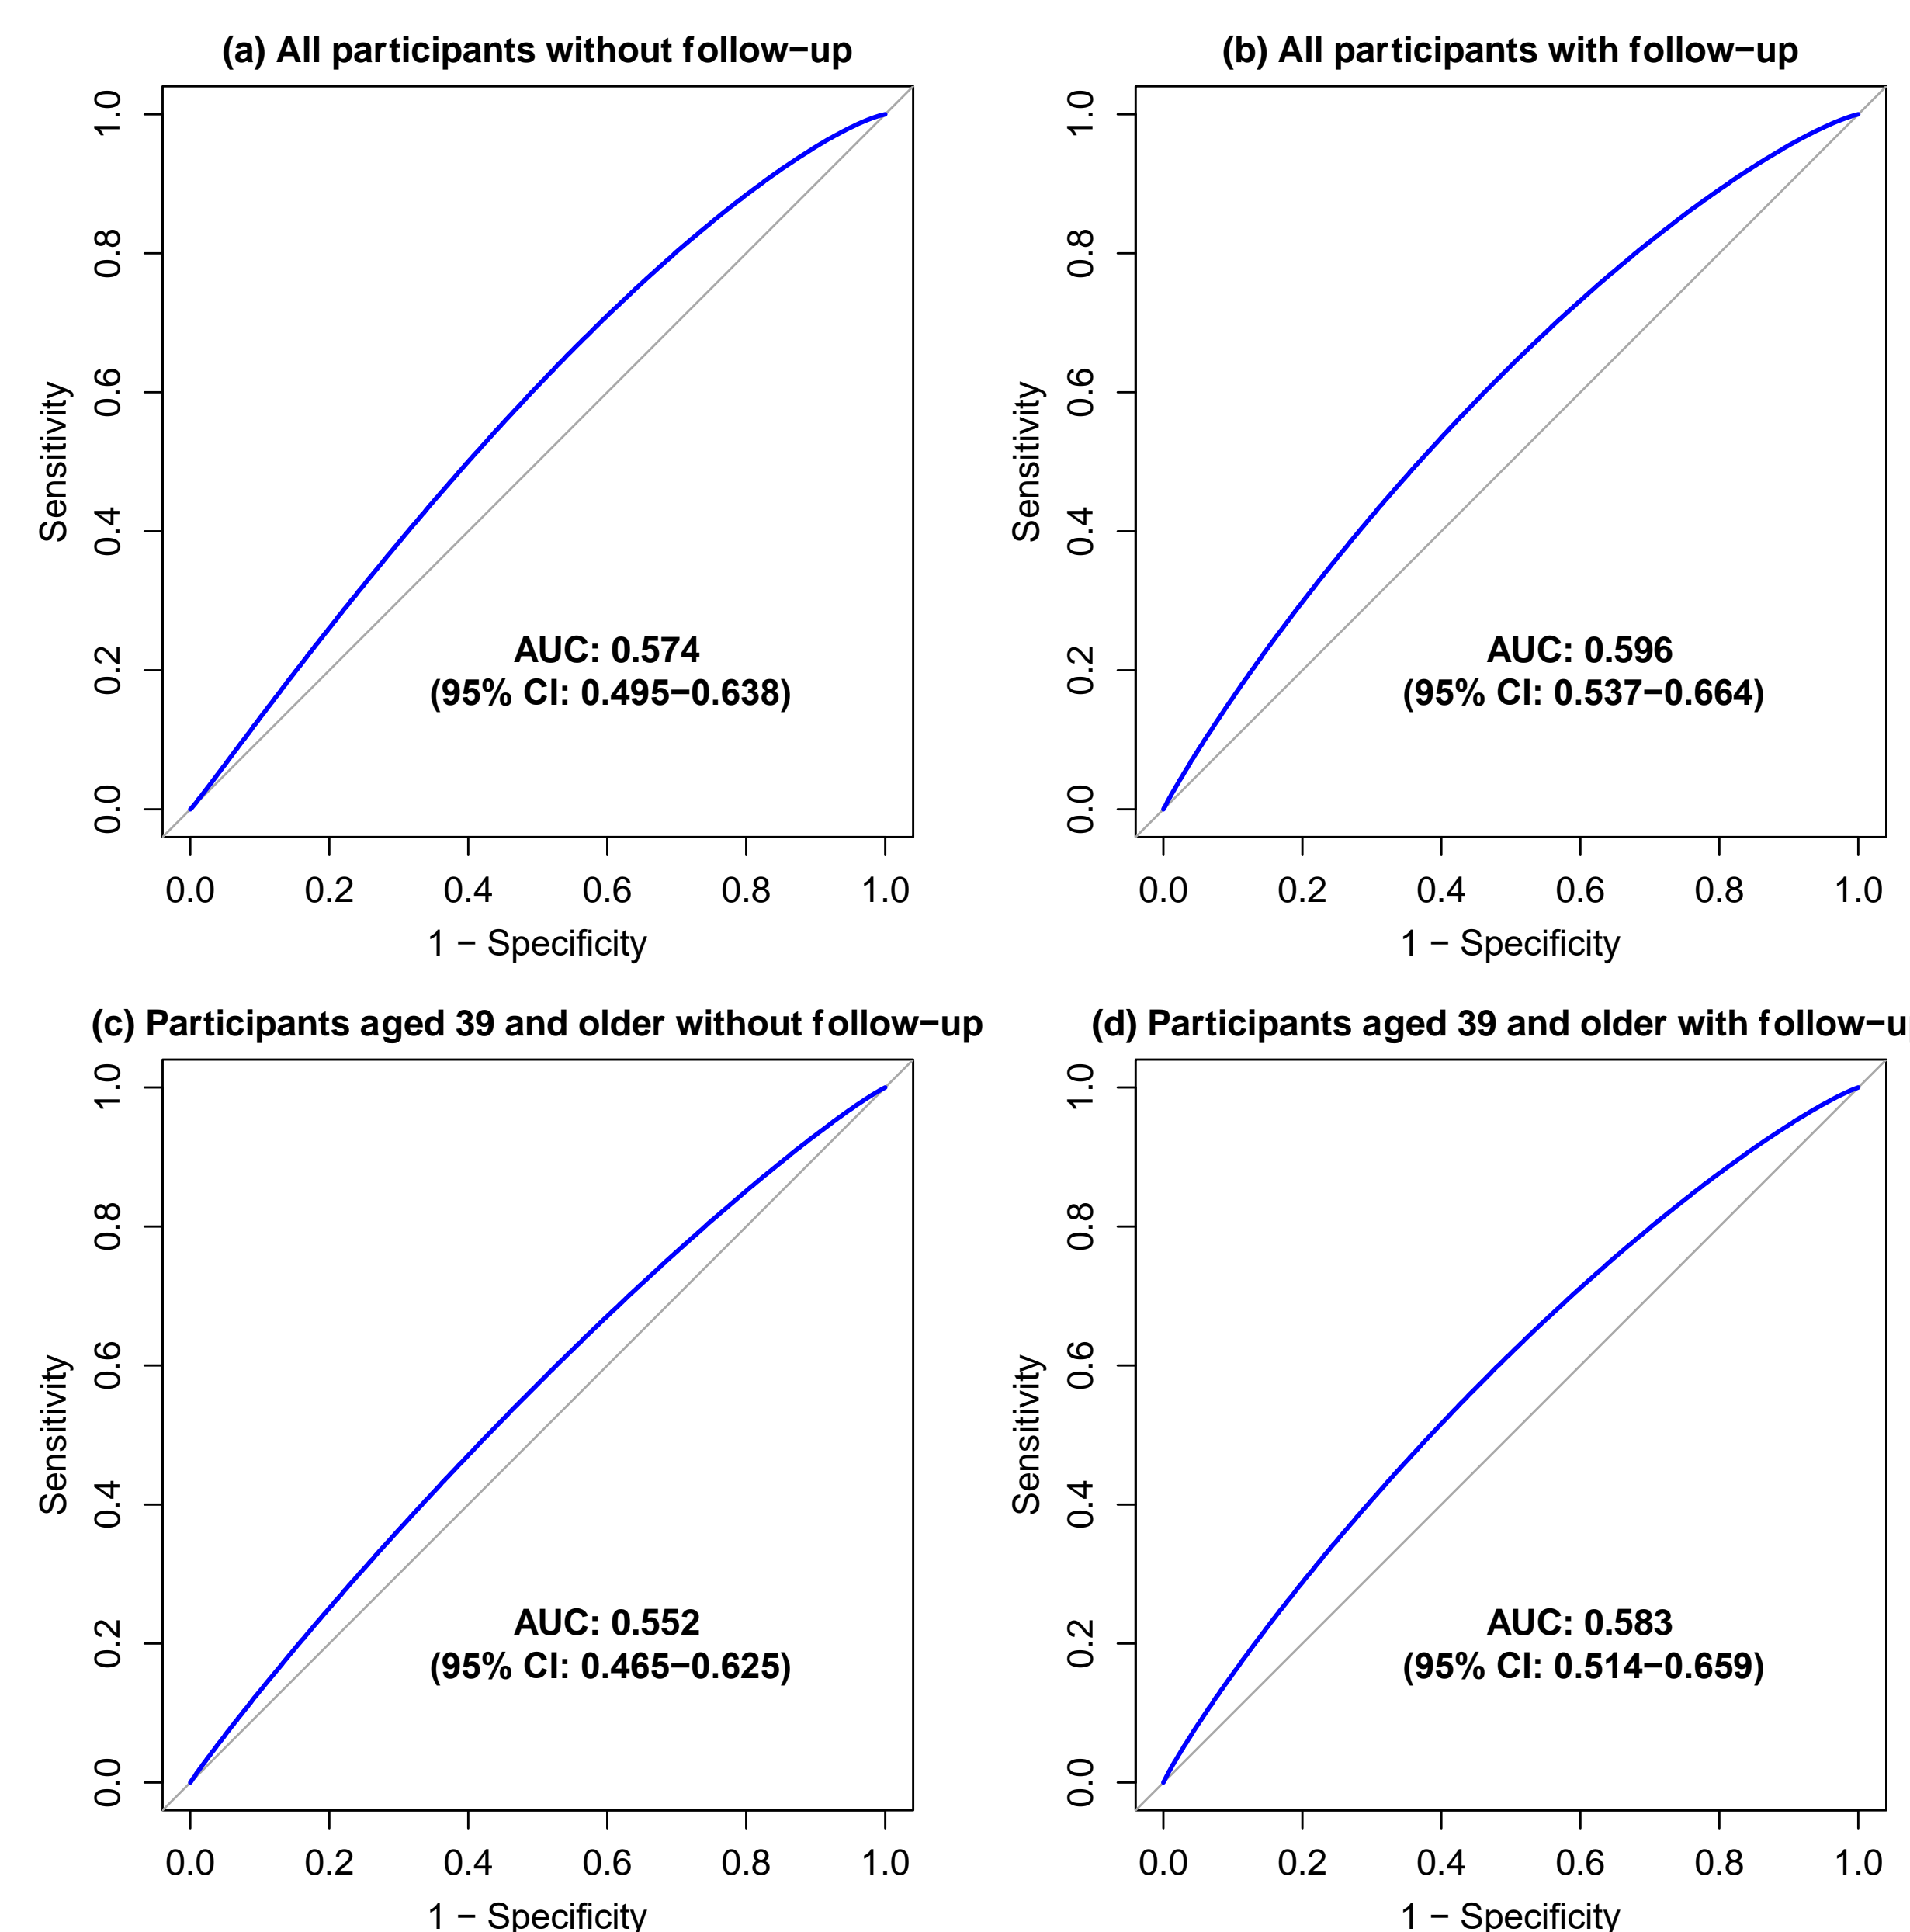 (a) All participants without follow−up
1.0
0.8
0.6
0.4
0.2
0.0
Sensitivity
AUC: 0.574
(95% CI: 0.495−0.638)
0.0 0.2 0.4 0.6 0.8 1.0
1 − Specificity
(b) All participants with follow−up
1.0
0.8
0.6
0.4
0.2
0.0
Sensitivity
AUC: 0.596
(95% CI: 0.537−0.664)
0.0 0.2 0.4 0.6 0.8 1.0
1 − Specificity
(c) Participants aged 39 and older without follow−up
1.0
0.8
0.6
0.4
0.2
0.0
Sensitivity
AUC: 0.552
(95% CI: 0.465−0.625)
0.0 0.2 0.4 0.6 0.8 1.0
1 − Specificity
(d) Participants aged 39 and older with follow−u
1.0
0.8
0.6
0.4
0.2
0.0
Sensitivity
AUC: 0.583
(95% CI: 0.514−0.659)
0.0 0.2 0.4 0.6 0.8 1.0
1 − Specificity